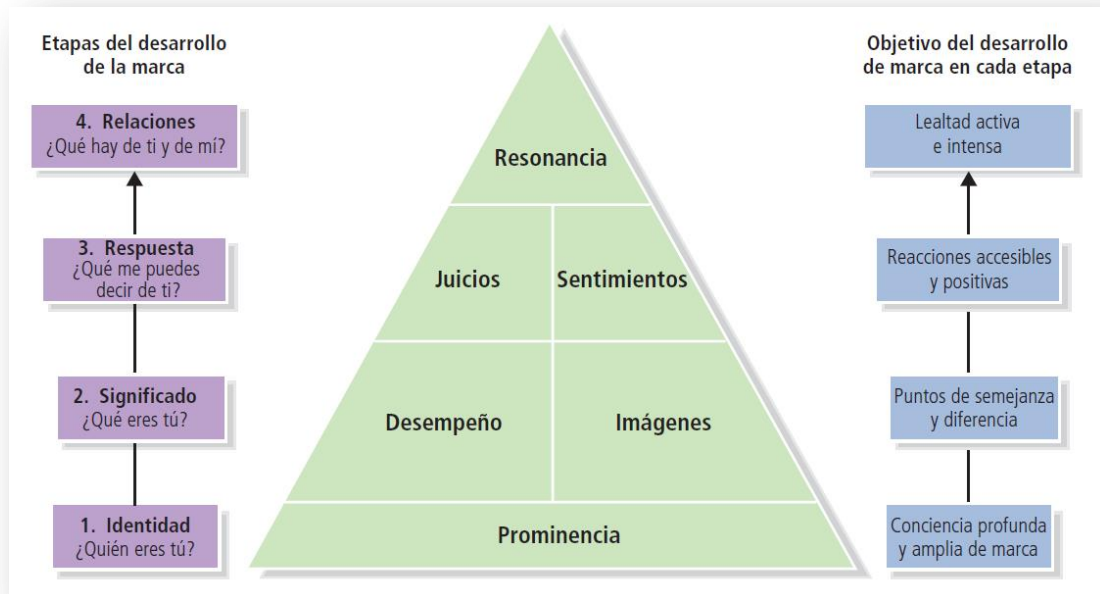 Etapas del desarrollo
de la marca
4. Relaciones
¿Qué hay de ti y de mí?
3. Respuesta
¿Qué me puedes
decir de ti?
2. Significado
¿Qué eres tú?
1. Identidad
¿Quién eres tú?
Resonancia
Juicios
Sentimientos
Desempeño
Imágenes
Prominencia
Objetivo del desarrollo
de marca en cada etapa
Lealtad activa
e intensa
Reacciones accesibles
y positivas
Puntos de semejanza
y diferencia
Conciencia profunda
y amplia de marca